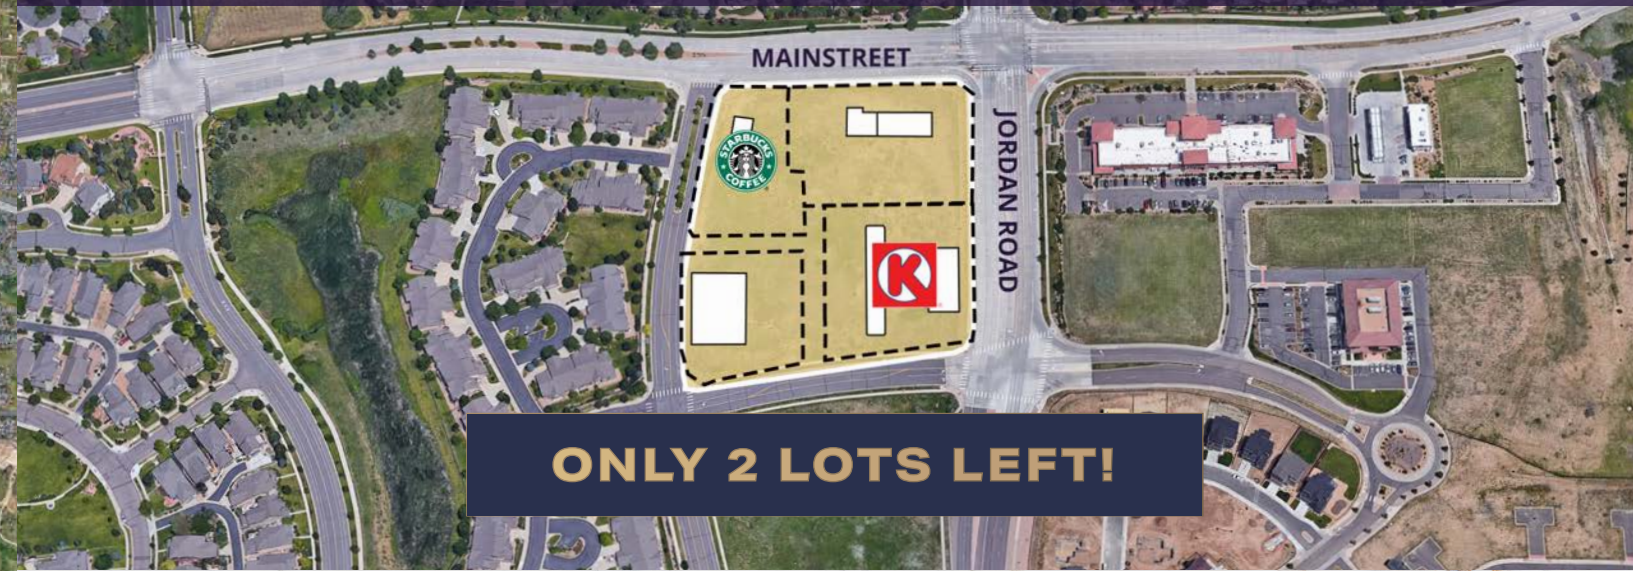 MAINSTREET
JORDAN ROAD
STARBUCKS
COFFEE
K
ONLY 2 LOTS LEFT!